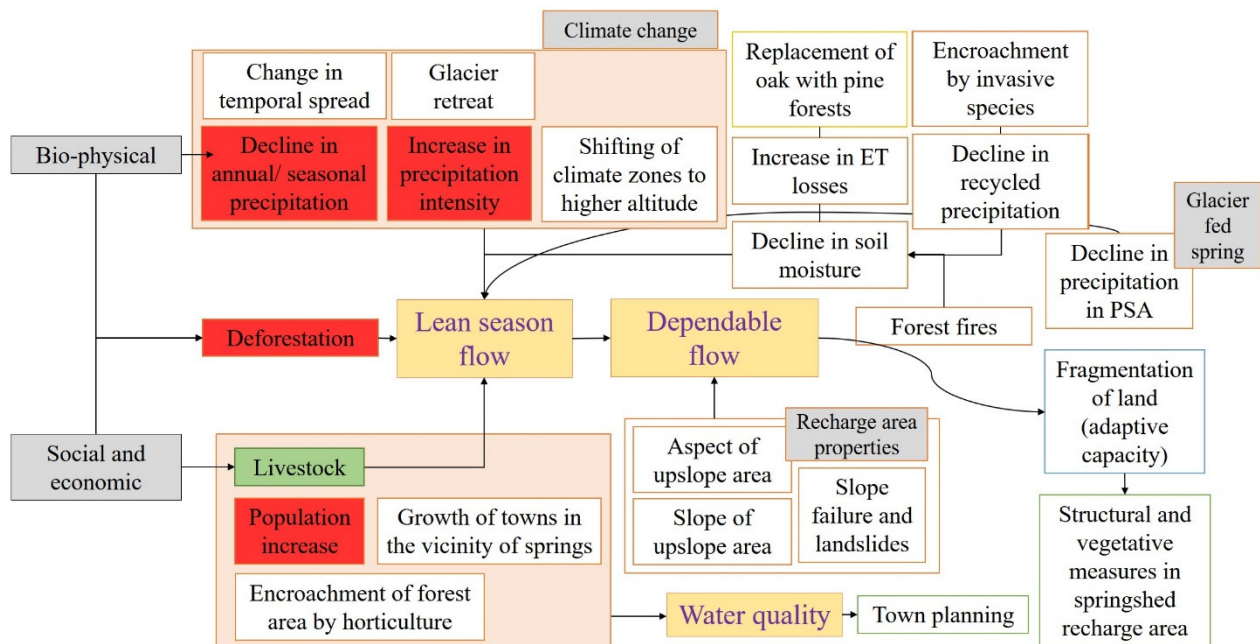 Climate change
Change in
temporal spread
Glacier
retreat
Replacement of
oak with pine
forests
Encroachment
by invasive
species
Bio-physical
Decline in
annual/ seasonal
precipitation
Increase in
precipitation
intensity
Shifting of
climate zones to
higher altitude
Increase in ET
losses
Decline in
recycled
precipitation
Glacier
fed
spring
Decline in soil
moisture
Decline in
precipitation
in PSA
Deforestation
Lean season
flow
Dependable
flow
Forest fires
Fragmentation
of land
(adaptive
capacity)
Social and
economic
Livestock
Population
increase
Growth of towns in
the vicinity of springs
Encroachment of forest
area by horticulture
Recharge area
properties
Aspect of
upslope area
Slope of
upslope area
Slope
failure and
landslides
Structural and
vegetative
measures in
springshed
recharge area
Water quality
Town planning